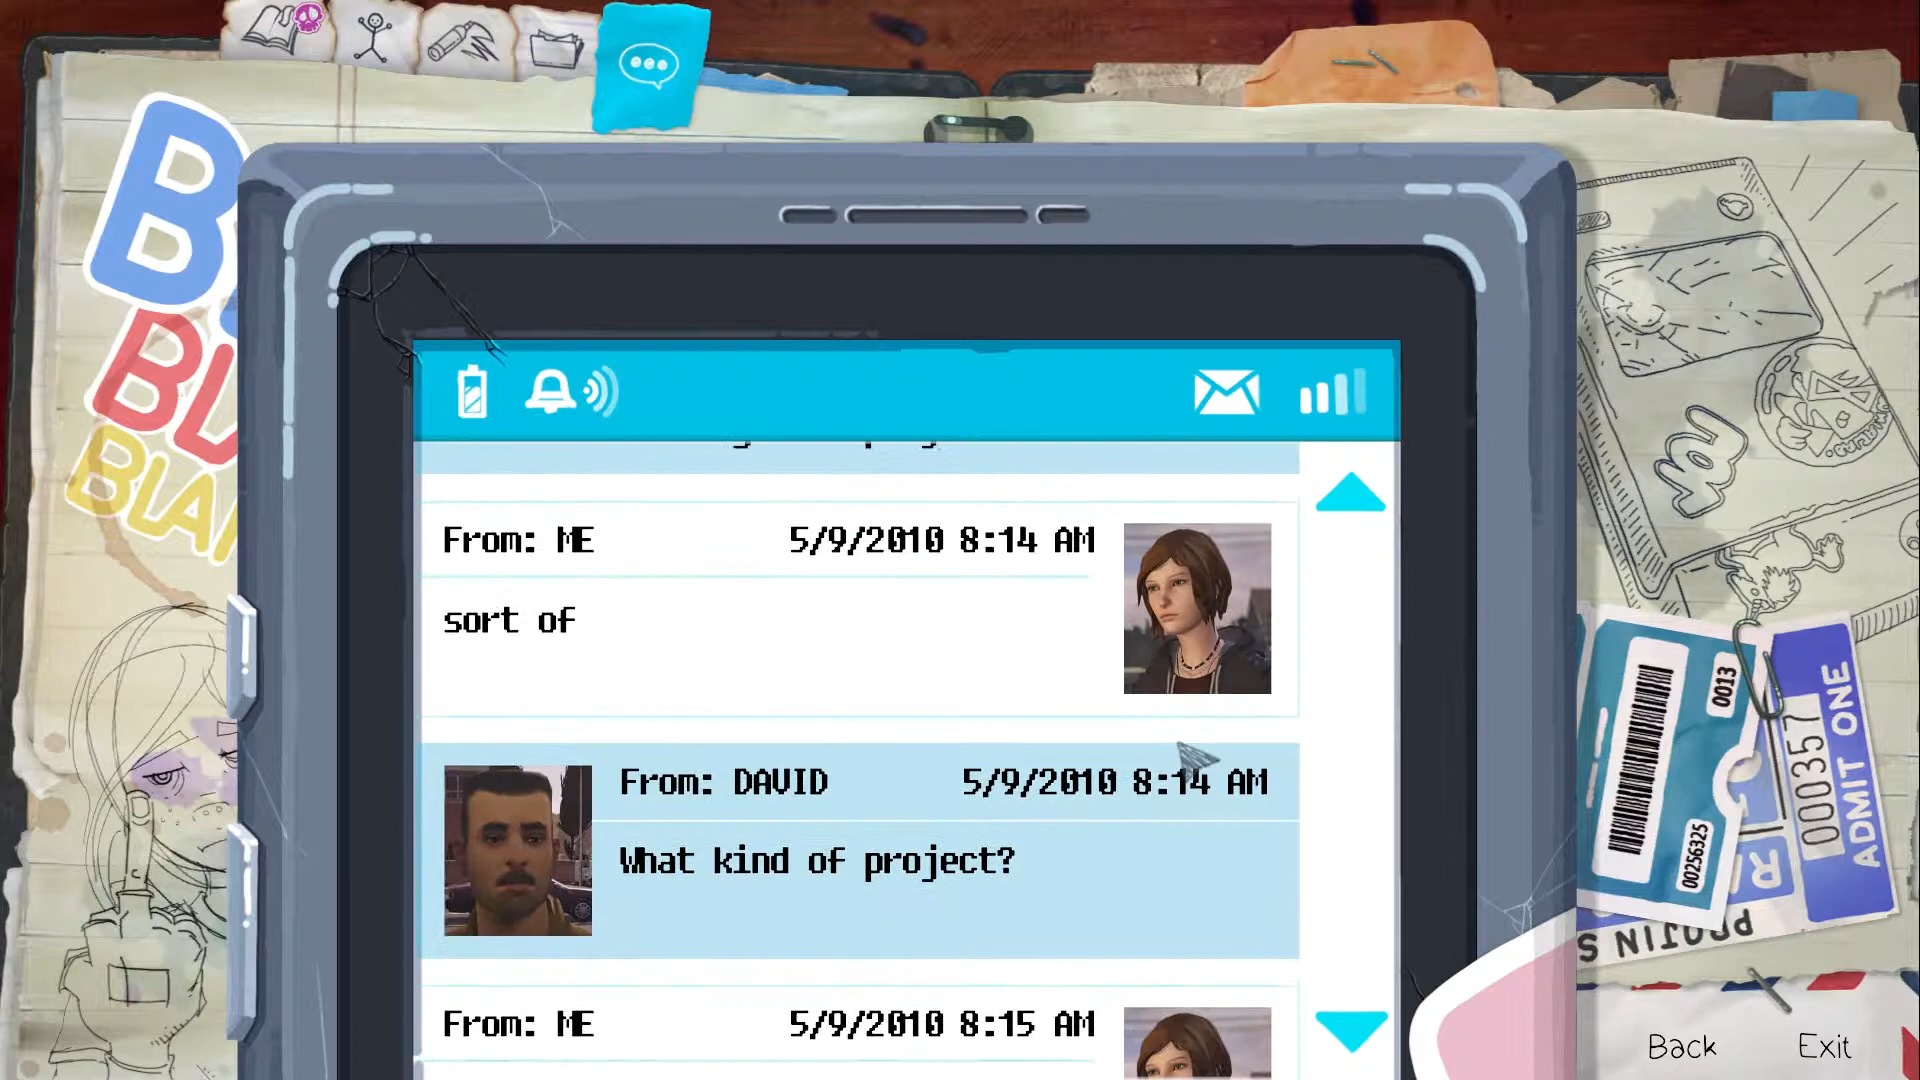 From: ME 5/9/2010 8:14 AM
sort of
From: DAVID 5/9/2010 8:14 AM
What kind of project?
From: ME 5/9/2010 8:15 AM
0013
00256325
000357
ADMIT ONE
Back Exit